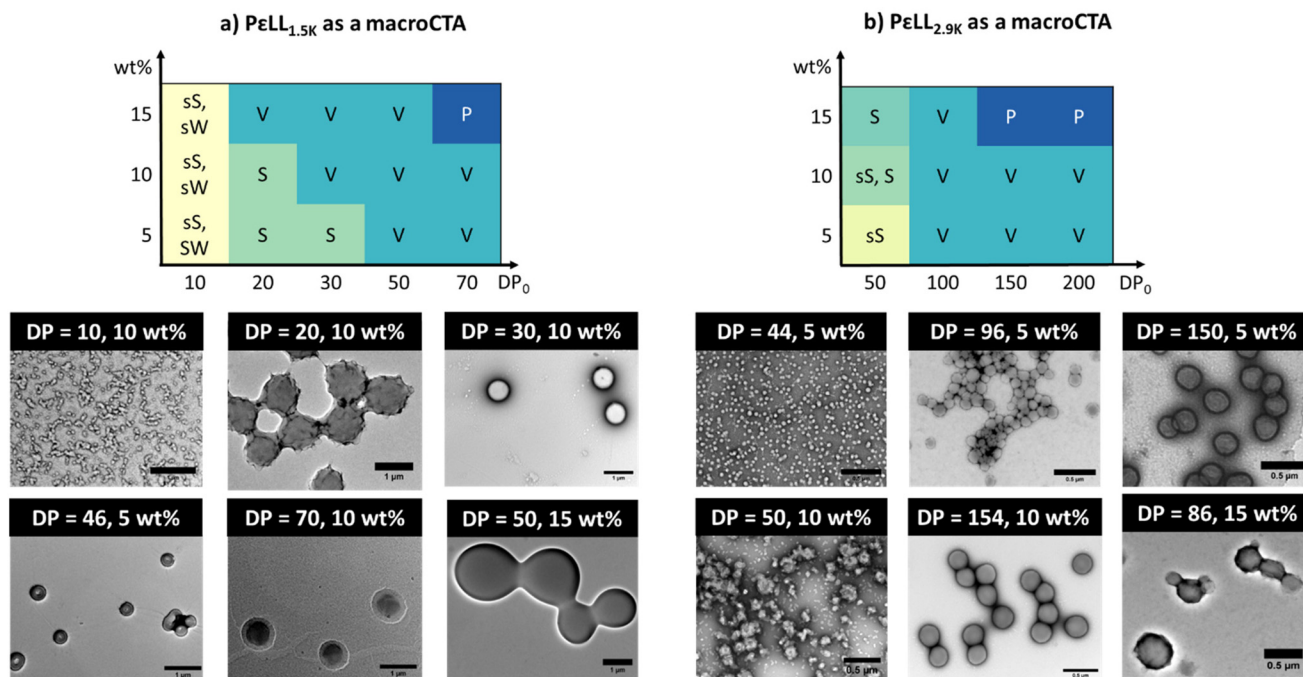 a) PεLL1.5K as a macroCTA
wt%
15
sS,
sW
V
V
V
P
10
sS,
sW
S
V
V
V
5
sS,
SW
S
S
V
V
10 20 30 50 70 DP0
DP = 10, 10 wt%
DP = 20, 10 wt%
1 μm
DP = 30, 10 wt%
1 μm
DP = 46, 5 wt%
1 μm
DP = 70, 10 wt%
1 μm
DP = 50, 15 wt%
1 μm
b) PεLL2.9K as a macroCTA
wt%
15
S
V
P
P
10
sS, S
V
V
V
5
sS
V
V
V
50 100 150 200 DP0
DP = 44, 5 wt%
DP = 96, 5 wt%
0.5 μm
DP = 150, 5 wt%
0.5 μm
DP = 50, 10 wt%
0.5 μm
DP = 154, 10 wt%
0.5 μm
DP = 86, 15 wt%
0.5 μm